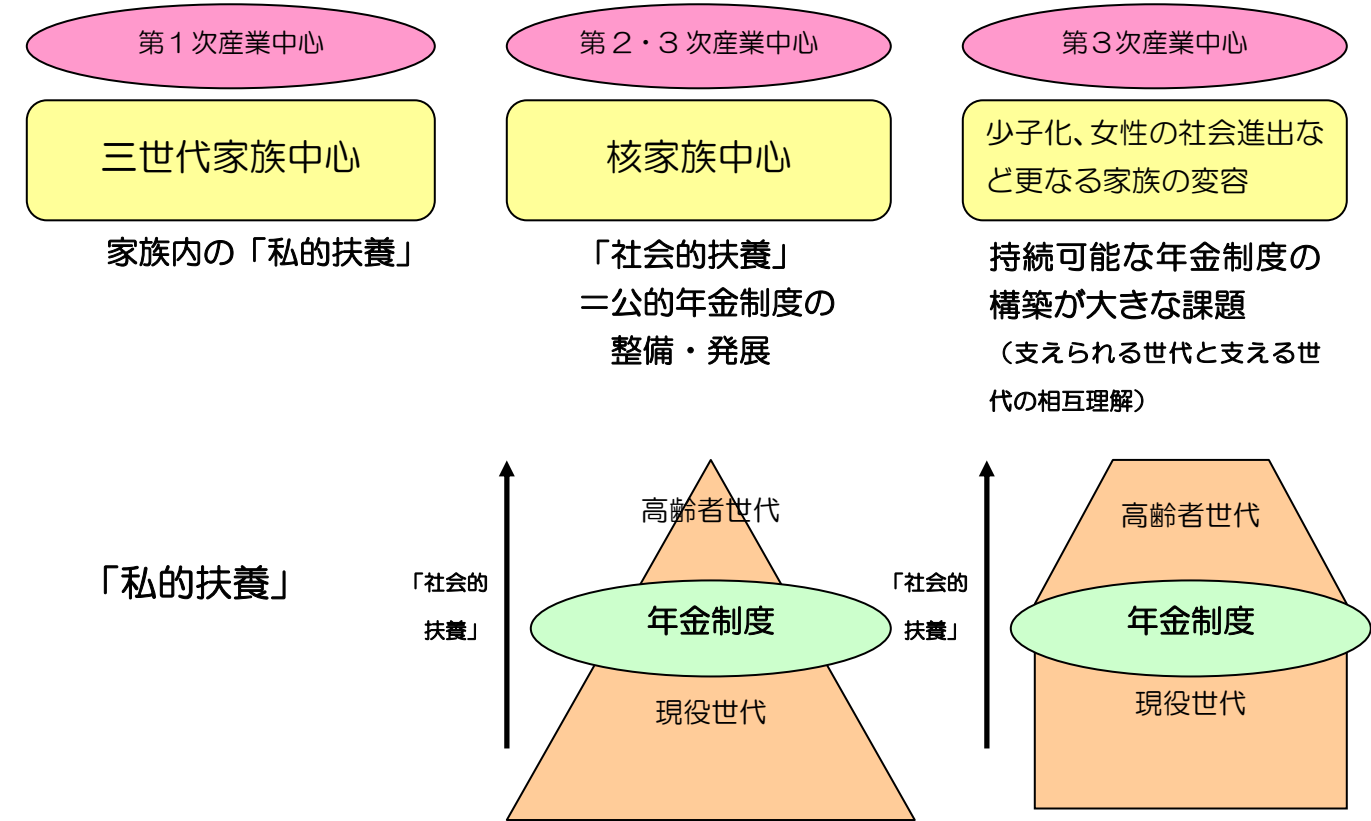 第１次産業中心
第２・３次産業中心
第３次産業中心
三世代家族中心
核家族中心
少子化、女性の社会進出な
ど更なる家族の変容
家族内の「私的扶養」
「社会的扶養」
＝公的年金制度の
整備・発展
持続可能な年金制度の
構築が大きな課題
（支えられる世代と支える世
代の相互理解）
「私的扶養」
「社会的
扶養」
高齢者世代
年金制度
現役世代
「社会的
扶養」
高齢者世代
年金制度
現役世代